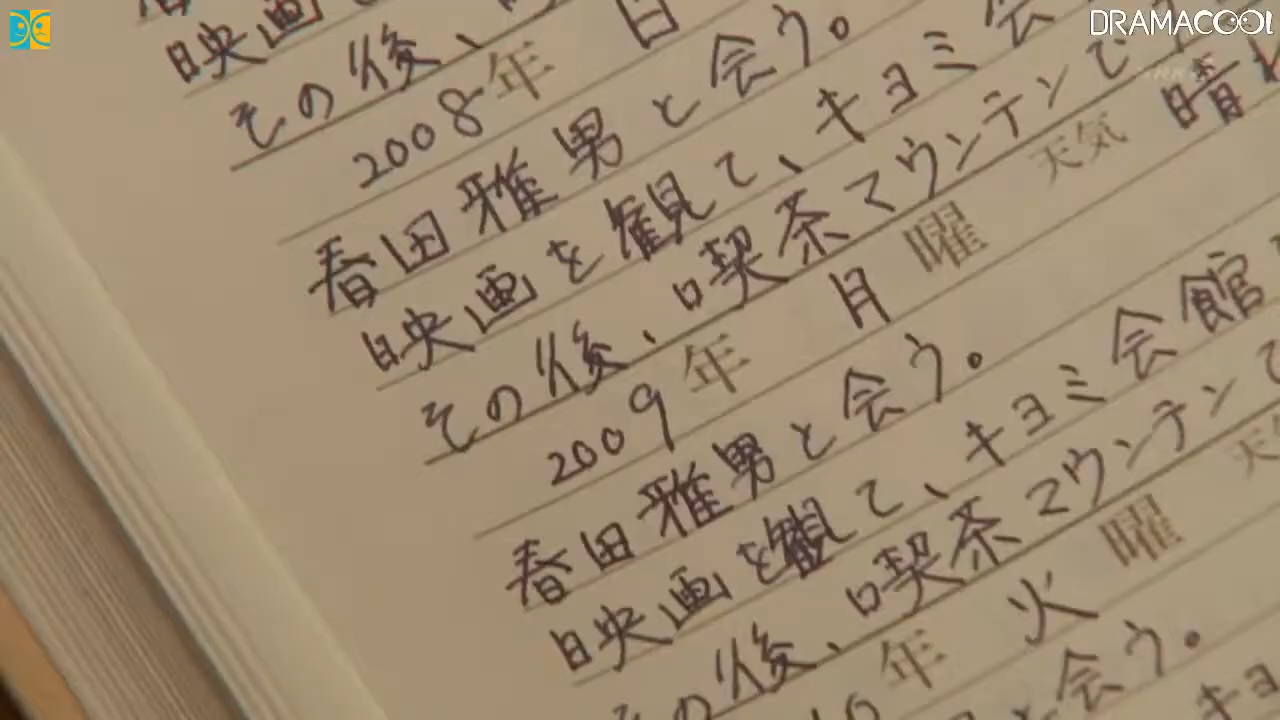 DRAMACOOL
映画
その後、
2008年 日 天気 晴れ
春田雅男と会う。
映画を観て、キヨミ会
その後、喫茶マウンテンで
2009年 月曜
春田雅男と会う。
映画を観て、キヨミ会館
その後、喫茶マウンテンで
年 火曜
と会う。
キヨ